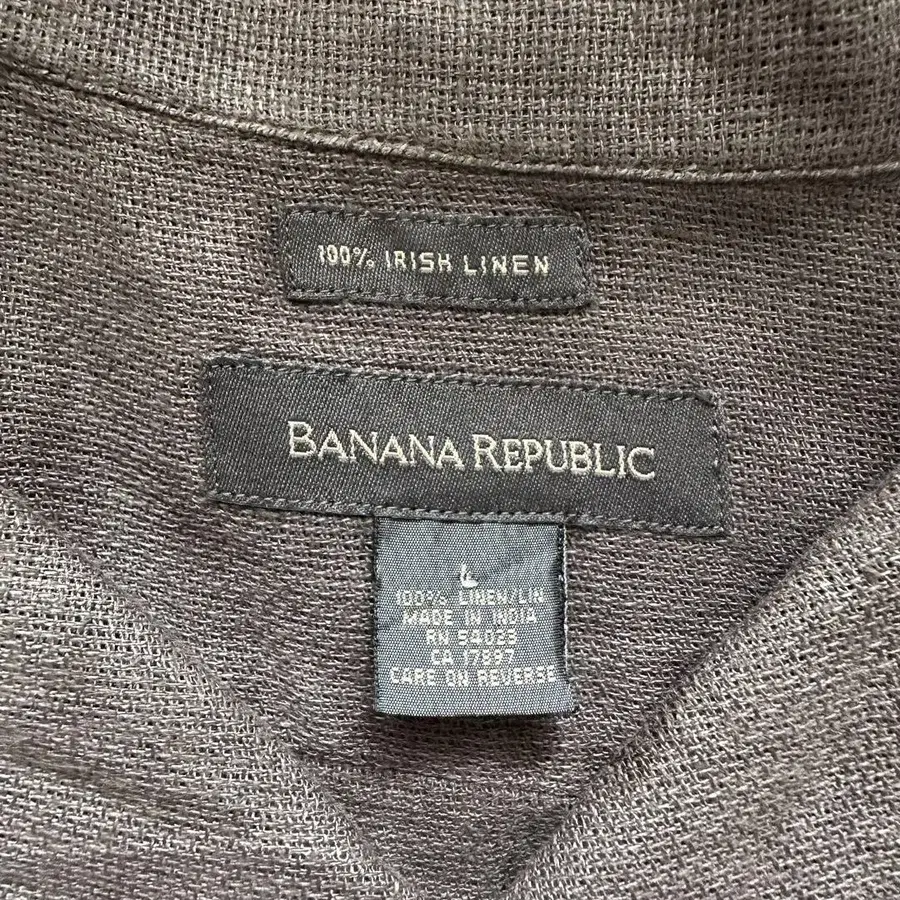 100% IRISH LINEN
BANANA REPUBLIC
L
100% LINEN/LIN
MADE IN INDIA
RN 54023
CA 17897
CARE ON REVERSE